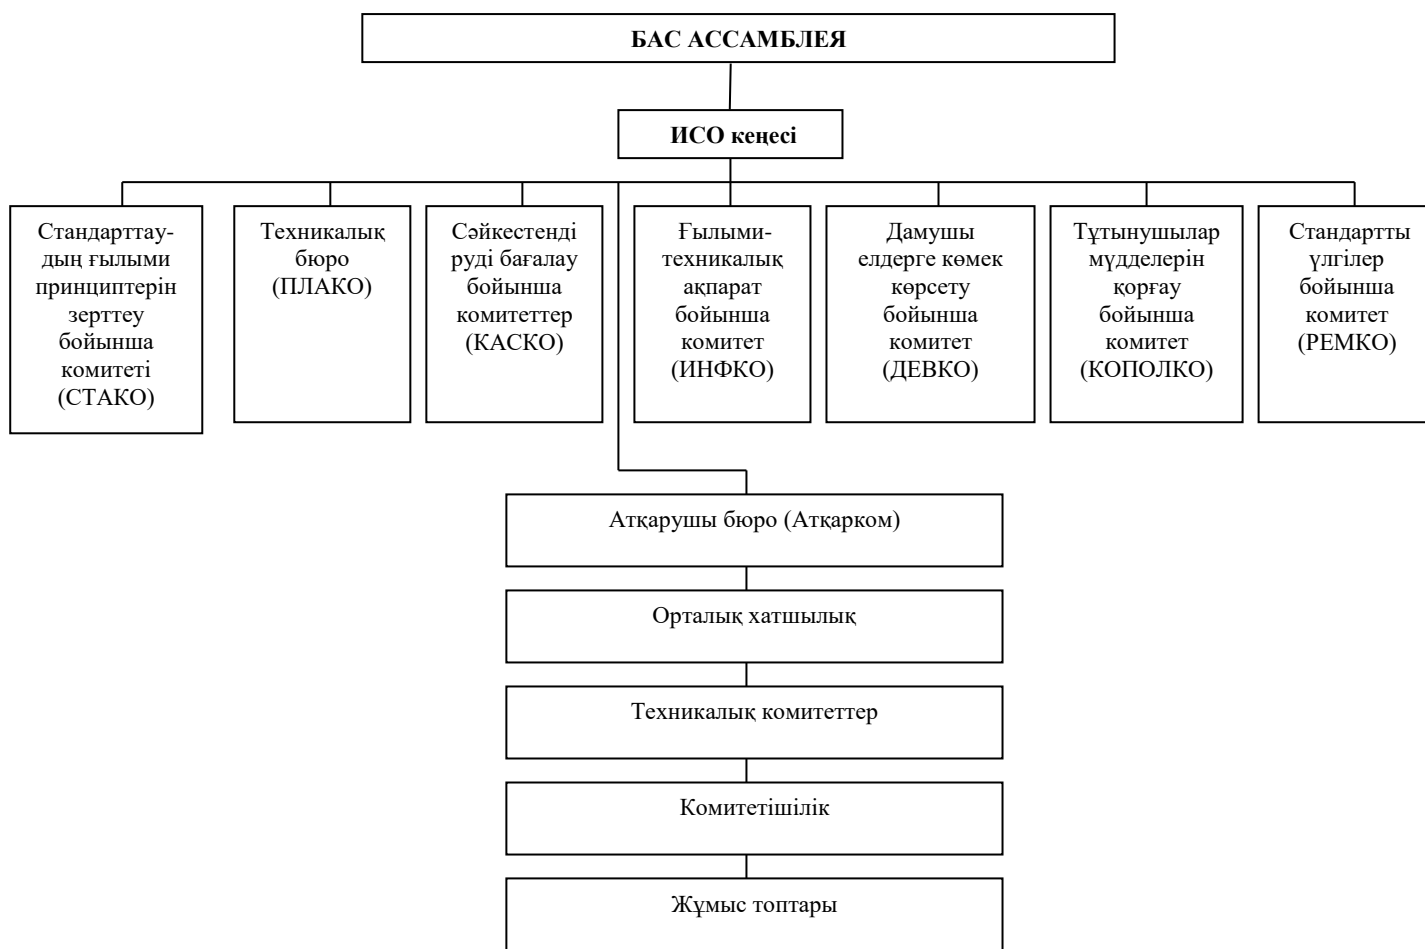 БАС АССАМБЛЕЯ
ИСО кеңесі
Стандарттау-
дың ғылыми
принциптерін
зерттеу
бойынша
комитеті
(СТАКО)
Техникалық
бюро
(ПЛАКО)
Сәйкестенді
руді бағалау
бойынша
комитеттер
(КАСКО)
Ғылыми-
техникалық
ақпарат
бойынша
комитет
(ИНФКО)
Дамушы
елдерге көмек
көрсету
бойынша
комитет
(ДЕВКО)
Тұтынушылар
мүдделерін
қорғау
бойынша
комитет
(КОПОЛКО)
Стандартты
үлгілер
бойынша
комитет
(РЕМКО)
Атқарушы бюро (Атқарком)
Орталық хатшылық
Техникалық комитеттер
Комитетішілік
Жұмыс топтары